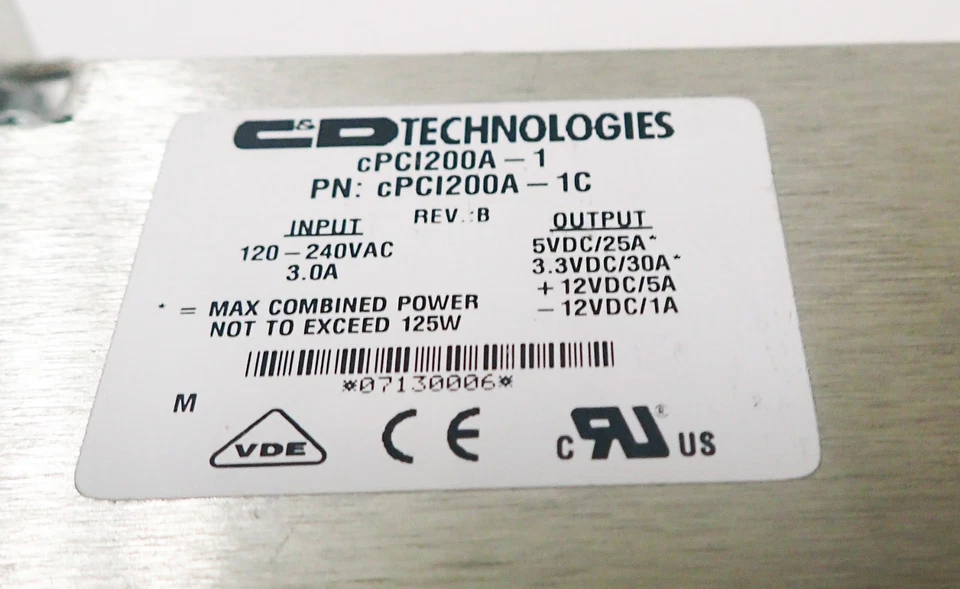 C&D TECHNOLOGIES
cPCI200A-1
PN: cPCI200A-1C
REV.:B
INPUT
120-240VAC
3.0A
OUTPUT
5VDC/25A*
3.3VDC/30A*
+12VDC/5A
-12VDC/1A
* = MAX COMBINED POWER
NOT TO EXCEED 125W
*07130006*
M
VDE
CE
c RU ® US